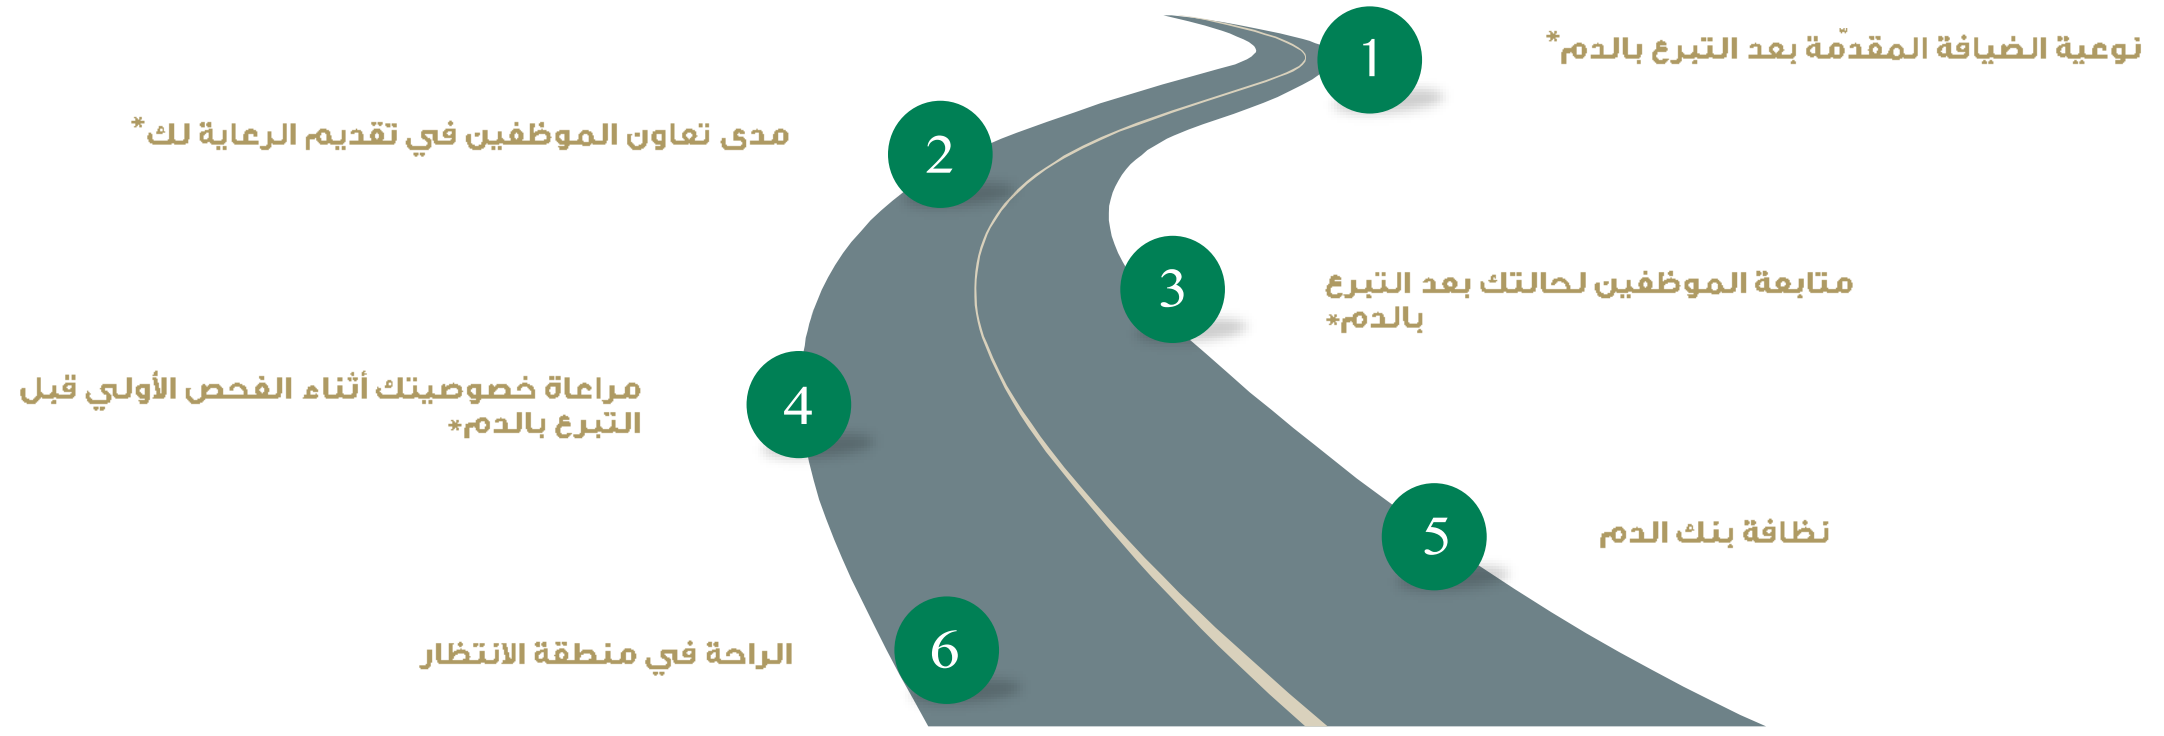 1
نوعية الضيافة المقدّمة بعد التبرع بالدم*
2
مدى تعاون الموظفين في تقديم الرعاية لك*
3
متابعة الموظفين لحالتك بعد التبرع
بالدم*
4
مراعاة خصوصيتك أثناء الفحص الأولي قبل
التبرع بالدم*
5
نظافة بنك الدم
6
الراحة في منطقة الانتظار